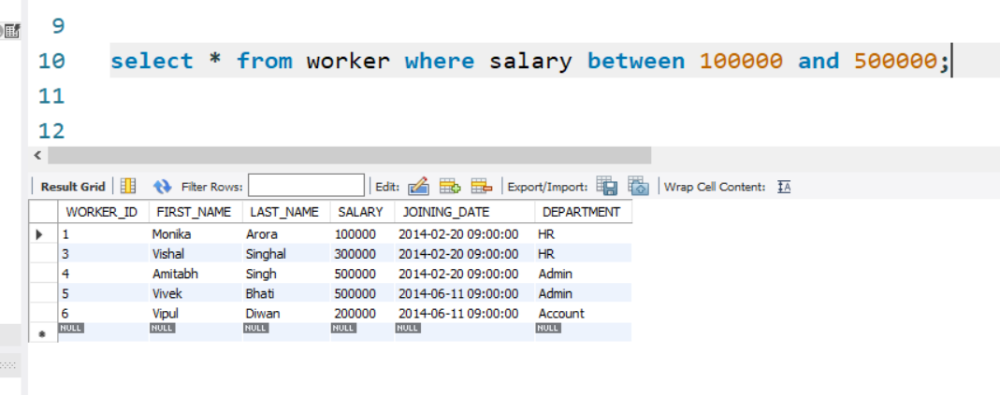 9
10 select * from worker where salary between 100000 and 500000;
11
12
Result Grid Filter Rows: Edit: Export/Import: Wrap Cell Content: IA
WORKER_ID FIRST_NAME LAST_NAME SALARY JOINING_DATE DEPARTMENT
1 Monika Arora 100000 2014-02-20 09:00:00 HR
3 Vishal Singhal 300000 2014-02-20 09:00:00 HR
4 Amitabh Singh 500000 2014-02-20 09:00:00 Admin
5 Vivek Bhati 500000 2014-06-11 09:00:00 Admin
6 Vipul Diwan 200000 2014-06-11 09:00:00 Account
NULL NULL NULL NULL NULL NULL